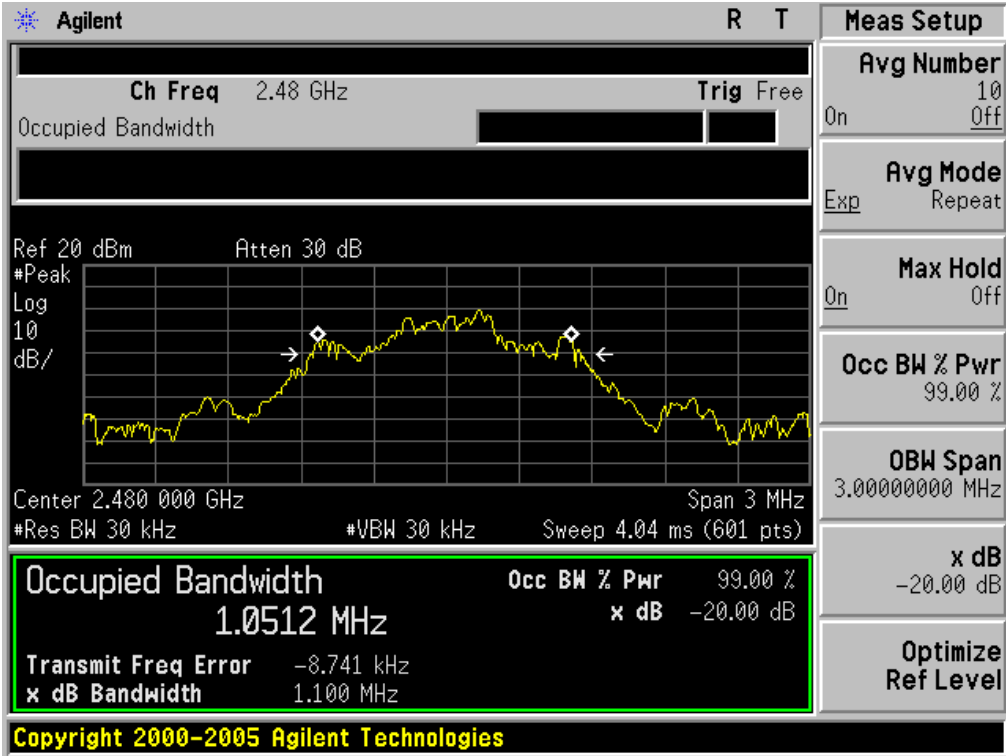 Agilent R T
Ch Freq 2.48 GHz Trig Free
Occupied Bandwidth
Ref 20 dBm Atten 30 dB
#Peak
Log
10
dB/
Center 2.480 000 GHz Span 3 MHz
#Res BW 30 kHz #VBW 30 kHz Sweep 4.04 ms (601 pts)
Occupied Bandwidth
1.0512 MHz
Occ BW % Pwr 99.00 %
x dB -20.00 dB
Transmit Freq Error -8.741 kHz
x dB Bandwidth 1.100 MHz
Copyright 2000-2005 Agilent Technologies
Meas Setup
Avg Number
10
On Off
Avg Mode
Exp Repeat
Max Hold
On Off
Occ BW % Pwr
99.00 %
OBW Span
3.00000000 MHz
x dB
-20.00 dB
Optimize
Ref Level